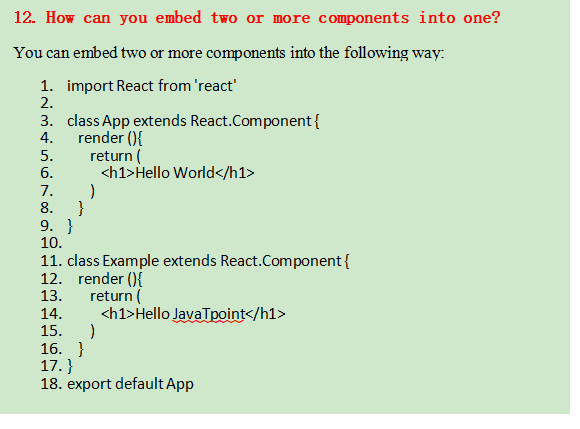 12. How can you embed two or more components into one?
You can embed two or more components into the following way:
1. import React from 'react'
2.
3. class App extends React.Component {
4. render (){
5. return (
6. <h1>Hello World</h1>
7. )
8. }
9. }
10.
11. class Example extends React.Component {
12. render (){
13. return (
14. <h1>Hello JavaTpoint</h1>
15. )
16. }
17. }
18. export default App